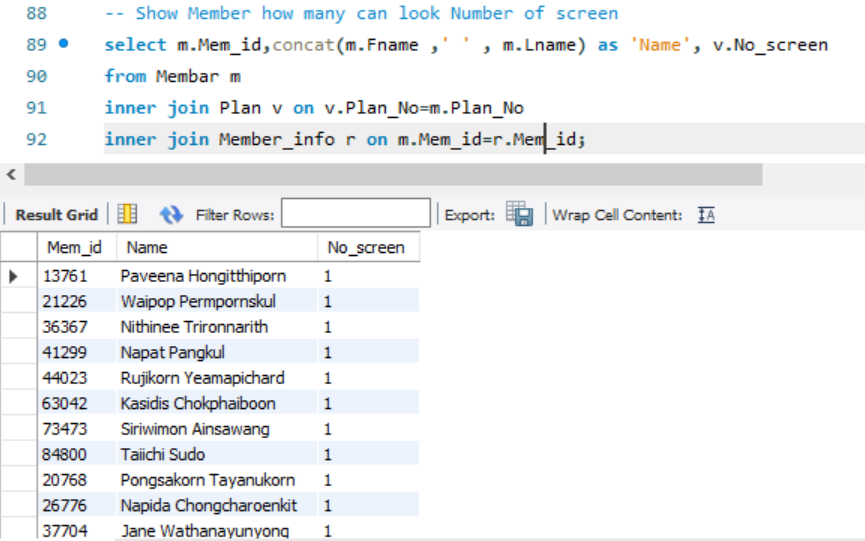 88 -- Show Member how many can look Number of screen
89 select m.Mem_id,concat(m.Fname ,' ' , m.Lname) as 'Name', v.No_screen
90 from Membar m
91 inner join Plan v on v.Plan_No=m.Plan_No
92 inner join Member_info r on m.Mem_id=r.Mem_id;
Result Grid Filter Rows: Export: Wrap Cell Content: IA
Mem_id Name No_screen
13761 Paveena Hongitthiporn 1
21226 Waipop Permpornskul 1
36367 Nithinee Trironnarith 1
41299 Napat Pangkul 1
44023 Rujikorn Yeamapichard 1
63042 Kasidis Chokphaiboon 1
73473 Siriwimon Ainsawang 1
84800 Taiichi Sudo 1
20768 Pongsakorn Tayanukorn 1
26776 Napida Chongcharoenkit 1
37704 Jane Wathanayunyong 1